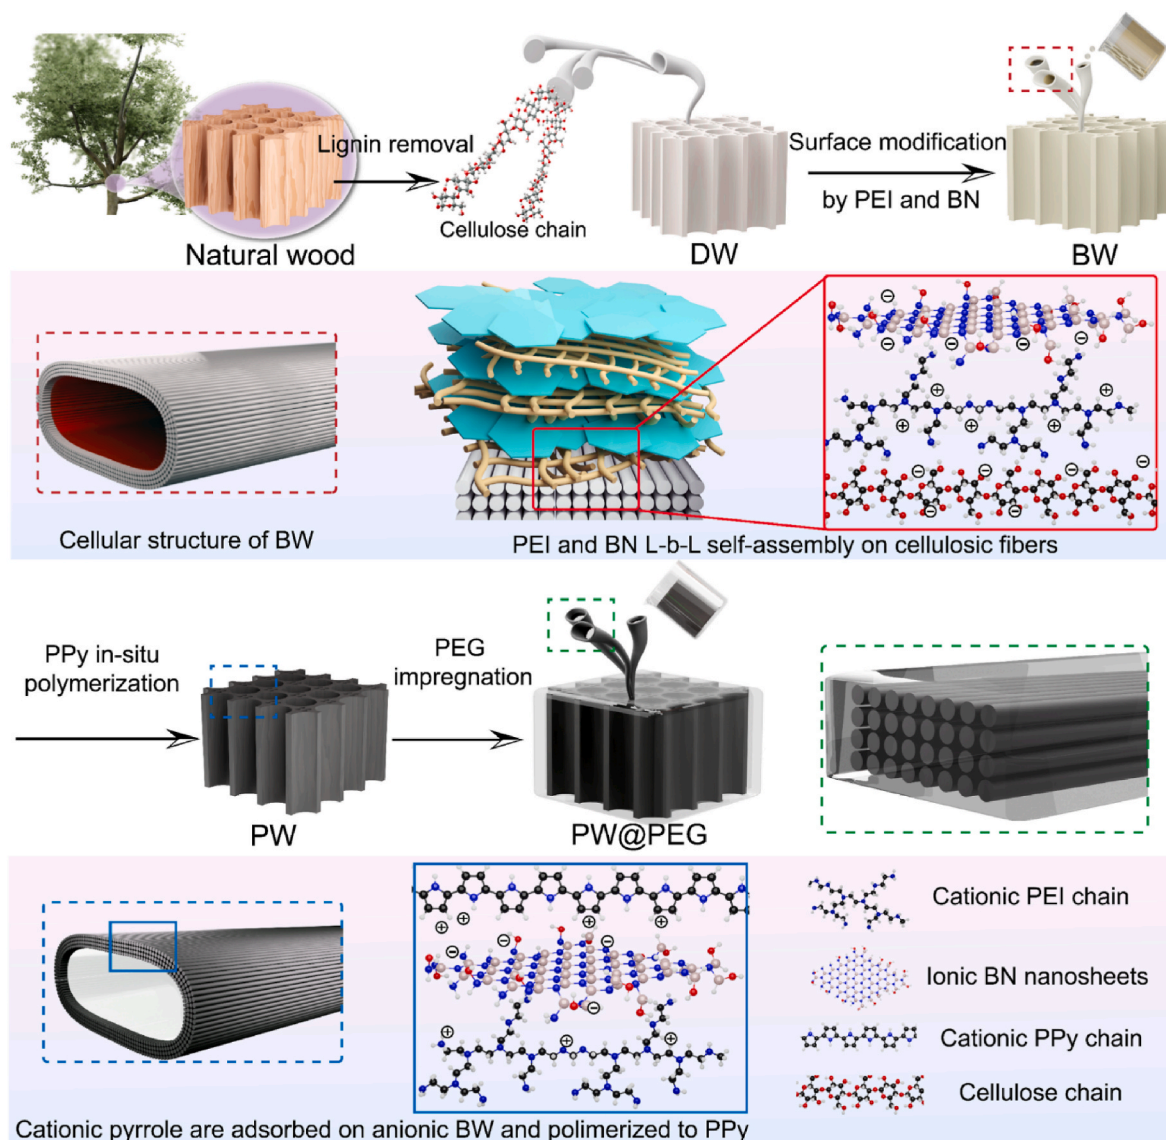 Lignin removal
Cellulose chain
Natural wood
DW
Surface modification
by PEI and BN
BW
Cellular structure of BW
PEI and BN L-b-L self-assembly on cellulosic fibers
PPy in-situ
polymerization
PW
PEG
impregnation
PW@PEG
Cationic PEI chain
Ionic BN nanosheets
Cationic PPy chain
Cellulose chain
Cationic pyrrole are adsorbed on anionic BW and polimerized to PPy